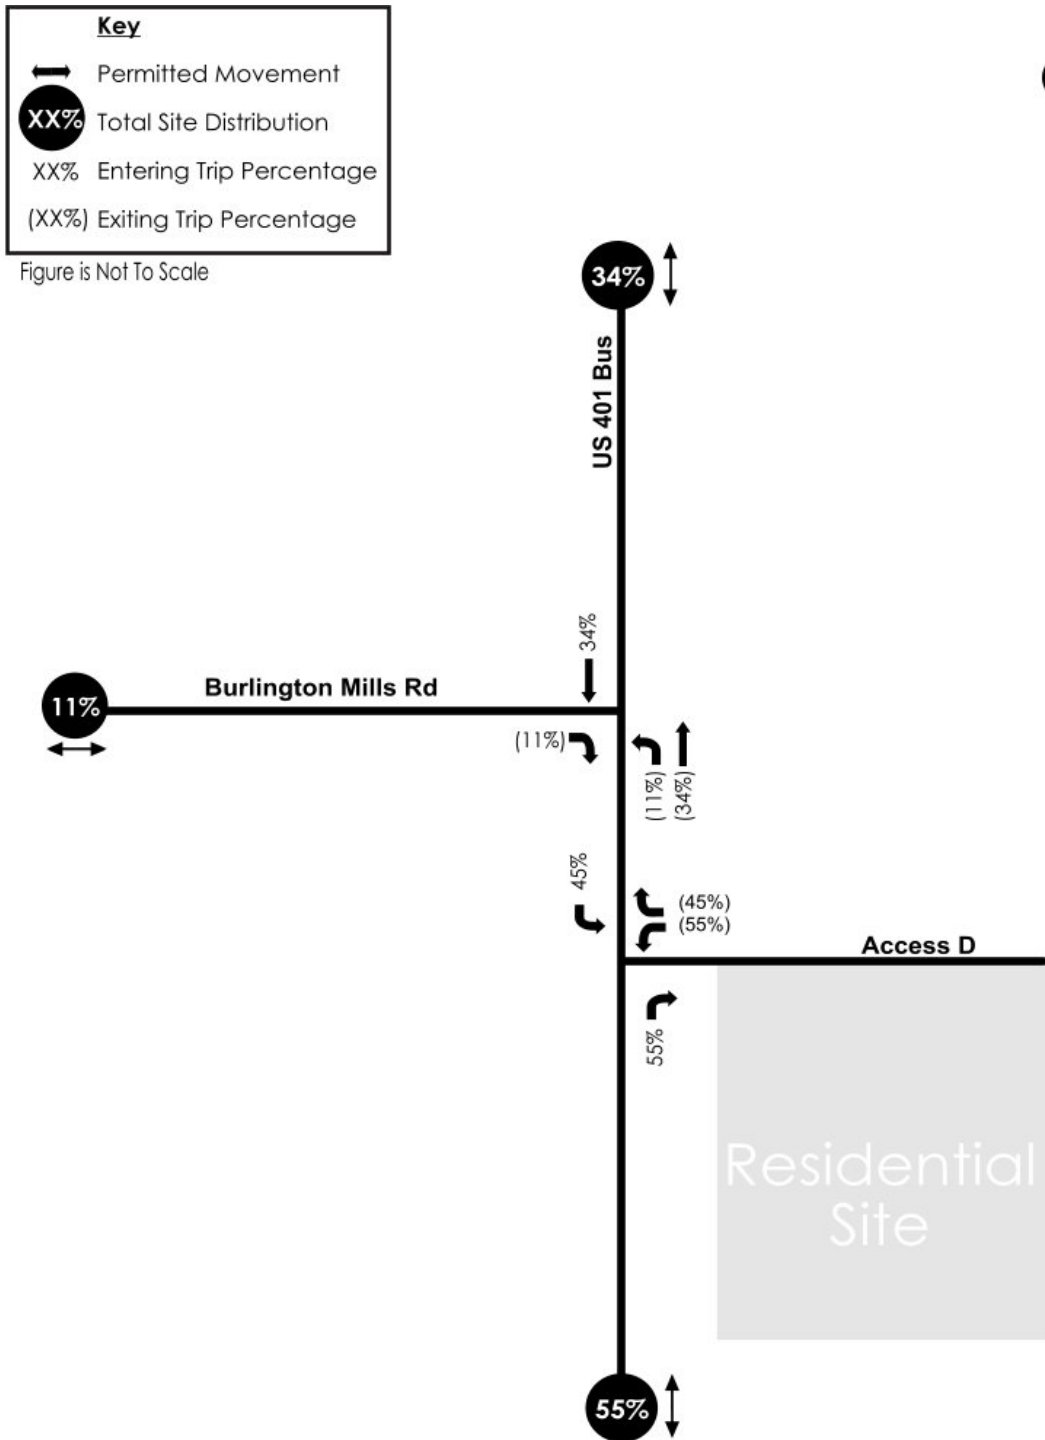 Key
Permitted Movement
XX% Total Site Distribution
XX% Entering Trip Percentage
(XX%) Exiting Trip Percentage
Figure is Not To Scale
34%
US 401 Bus
34%
Burlington Mills Rd
11%
(11%)
(11%)
(34%)
45%
(45%)
(55%)
Access D
55%
Residential
Site
55%